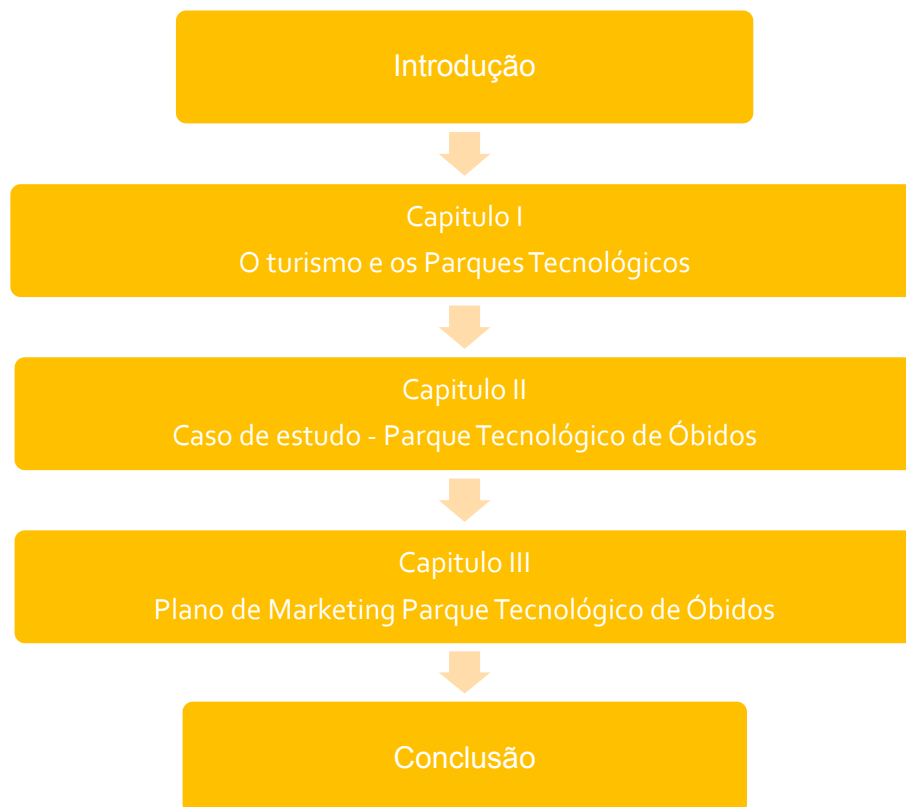 Introdução
Capitulo I
O turismo e os Parques Tecnológicos
Capitulo II
Caso de estudo - Parque Tecnológico de Óbidos
Capitulo III
Plano de Marketing Parque Tecnológico de Óbidos
Conclusão